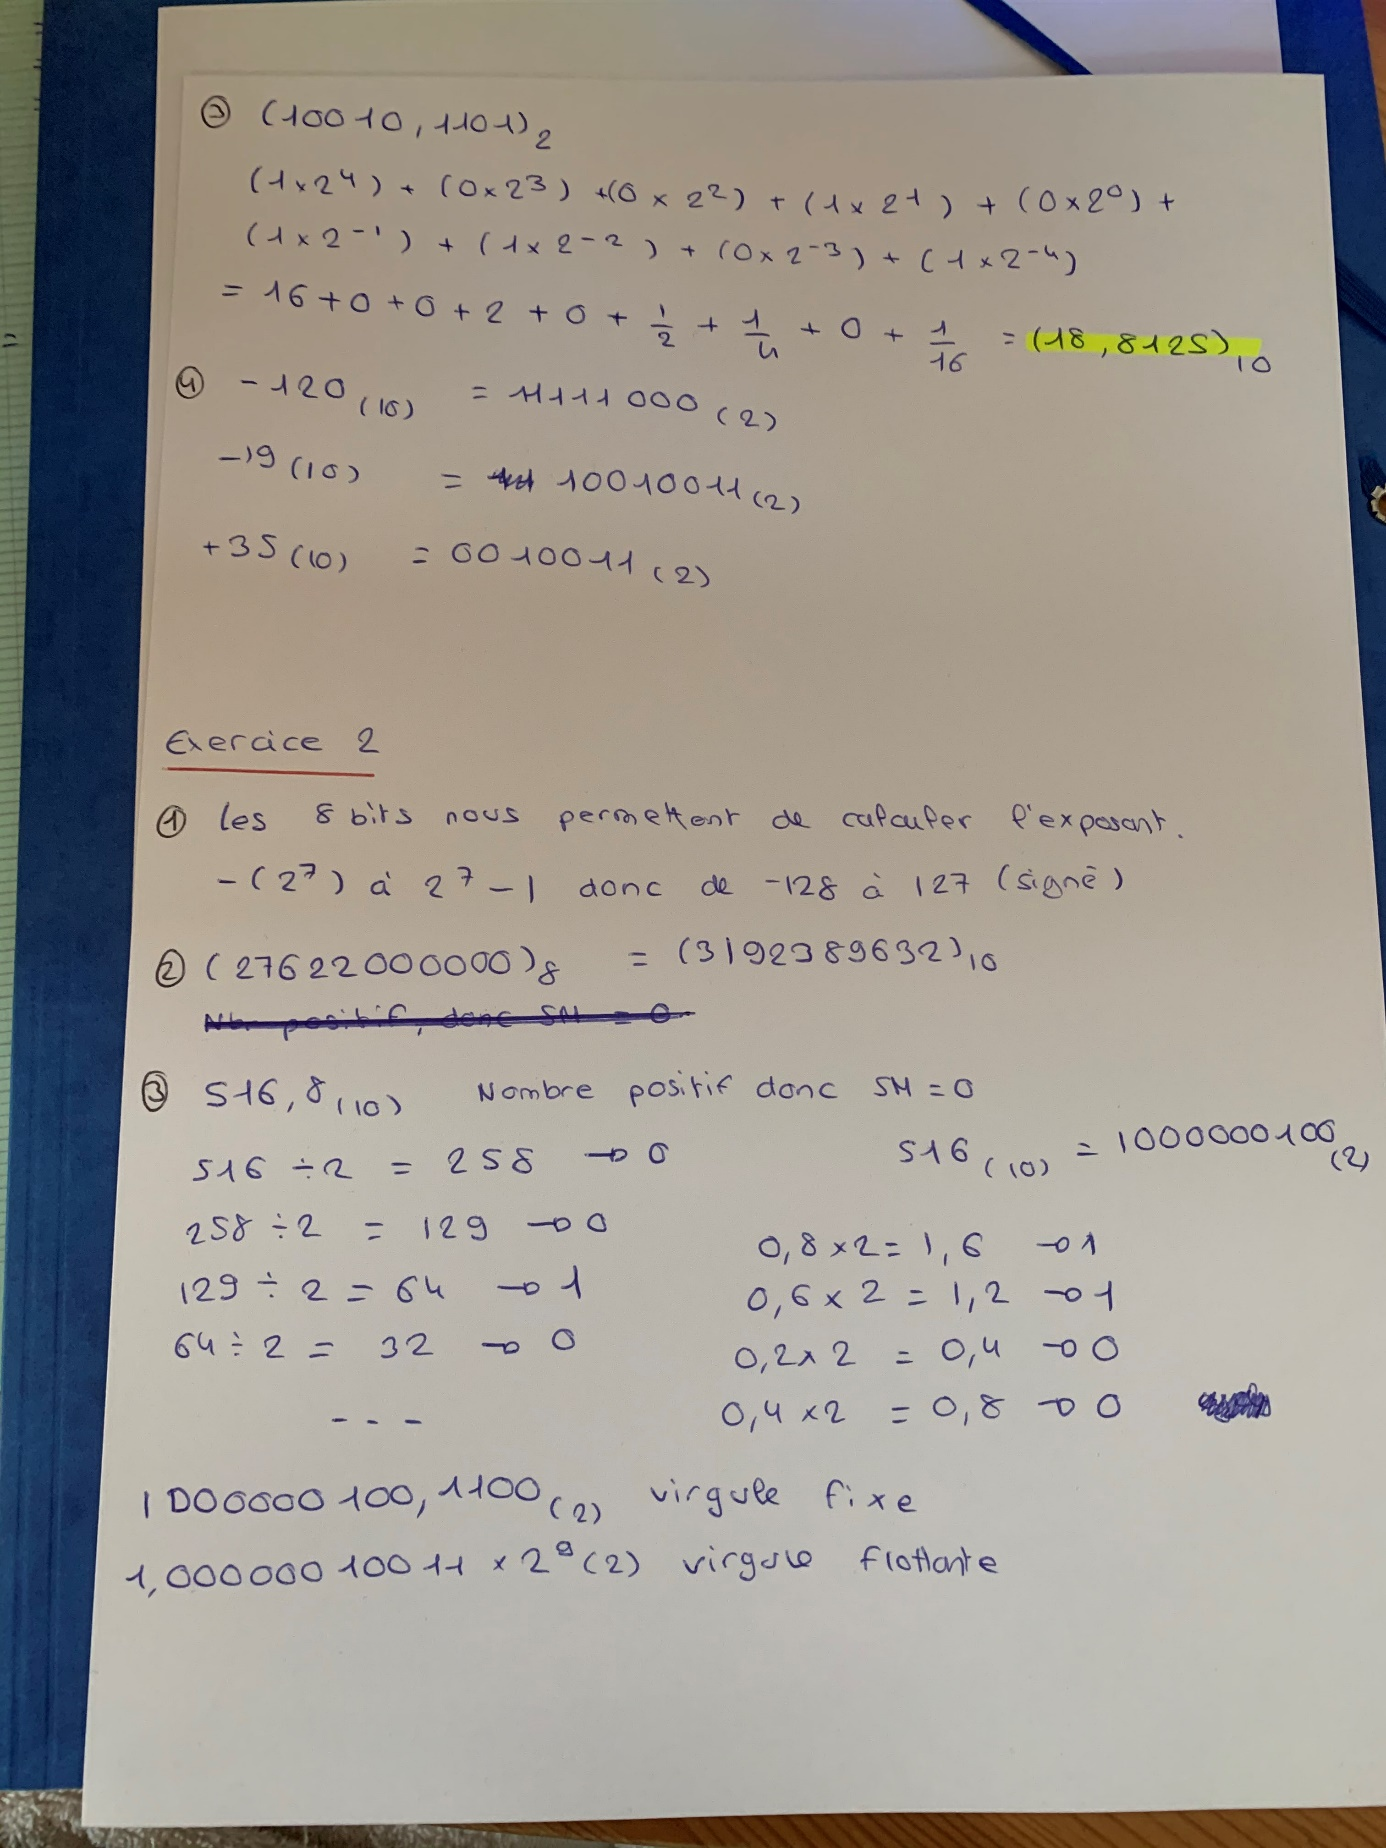 ③ (10010,1101)₂
(1×2⁴) + (0×2³) + (0×2²) + (1×2¹) + (0×2⁰) +
(1×2⁻¹) + (1×2⁻²) + (0×2⁻³) + (1×2⁻⁴)
= 16+0+0+2+0+ 1/2 + 1/4 + 0 + 1/16 = (18,8125)₁₀
④ -120 (10) = 11111000 (2)
-19 (10) = 10010011 (2)
+35 (10) = 0010011 (2)
Exercice 2
① Les 8 bits nous permettent de calculer l'exposant.
-(2⁷) à 2⁷-1 donc de -128 à 127 (signé)
② (27622000000)₈ = (3192389632)₁₀
Nbr positif, donc SM = 0
③ 516,8 (10) Nombre positif donc SM = 0
516 ÷ 2 = 258 → 0
516 (10) = 1000000100 (2)
258 ÷ 2 = 129 → 0
129 ÷ 2 = 64 → 1
64 ÷ 2 = 32 → 0
---
0,8 × 2 = 1,6 → 1
0,6 × 2 = 1,2 → 1
0,2 × 2 = 0,4 → 0
0,4 × 2 = 0,8 → 0
1000000100,1100 (2) virgule fixe
1,00000010011 × 2⁹ (2) virgule flottante